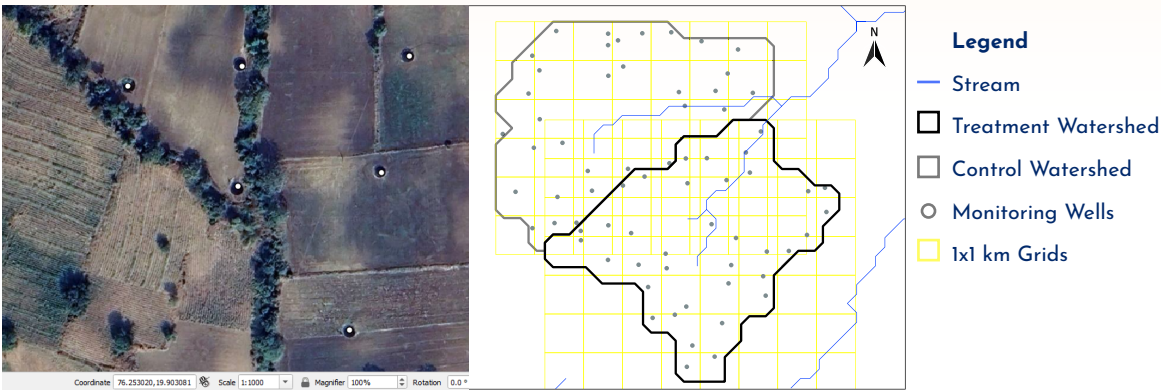 N
Legend
Stream
Treatment Watershed
Control Watershed
Monitoring Wells
1x1 km Grids
Coordinate 76.253020,19.903081 Scale 1:1000 Magnifier 100% Rotation 0.0 °